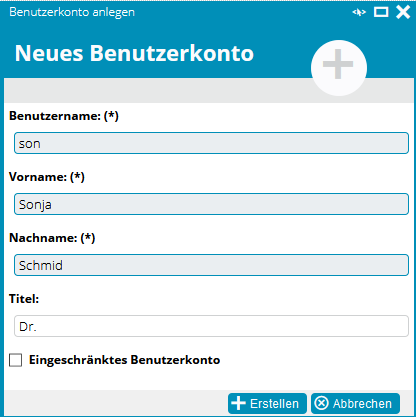 Benutzerkonto anlegen
Neues Benutzerkonto
Benutzername: (*)
son
Vorname: (*)
Sonja
Nachname: (*)
Schmid
Titel:
Dr.
Eingeschränktes Benutzerkonto
Erstellen Abbrechen